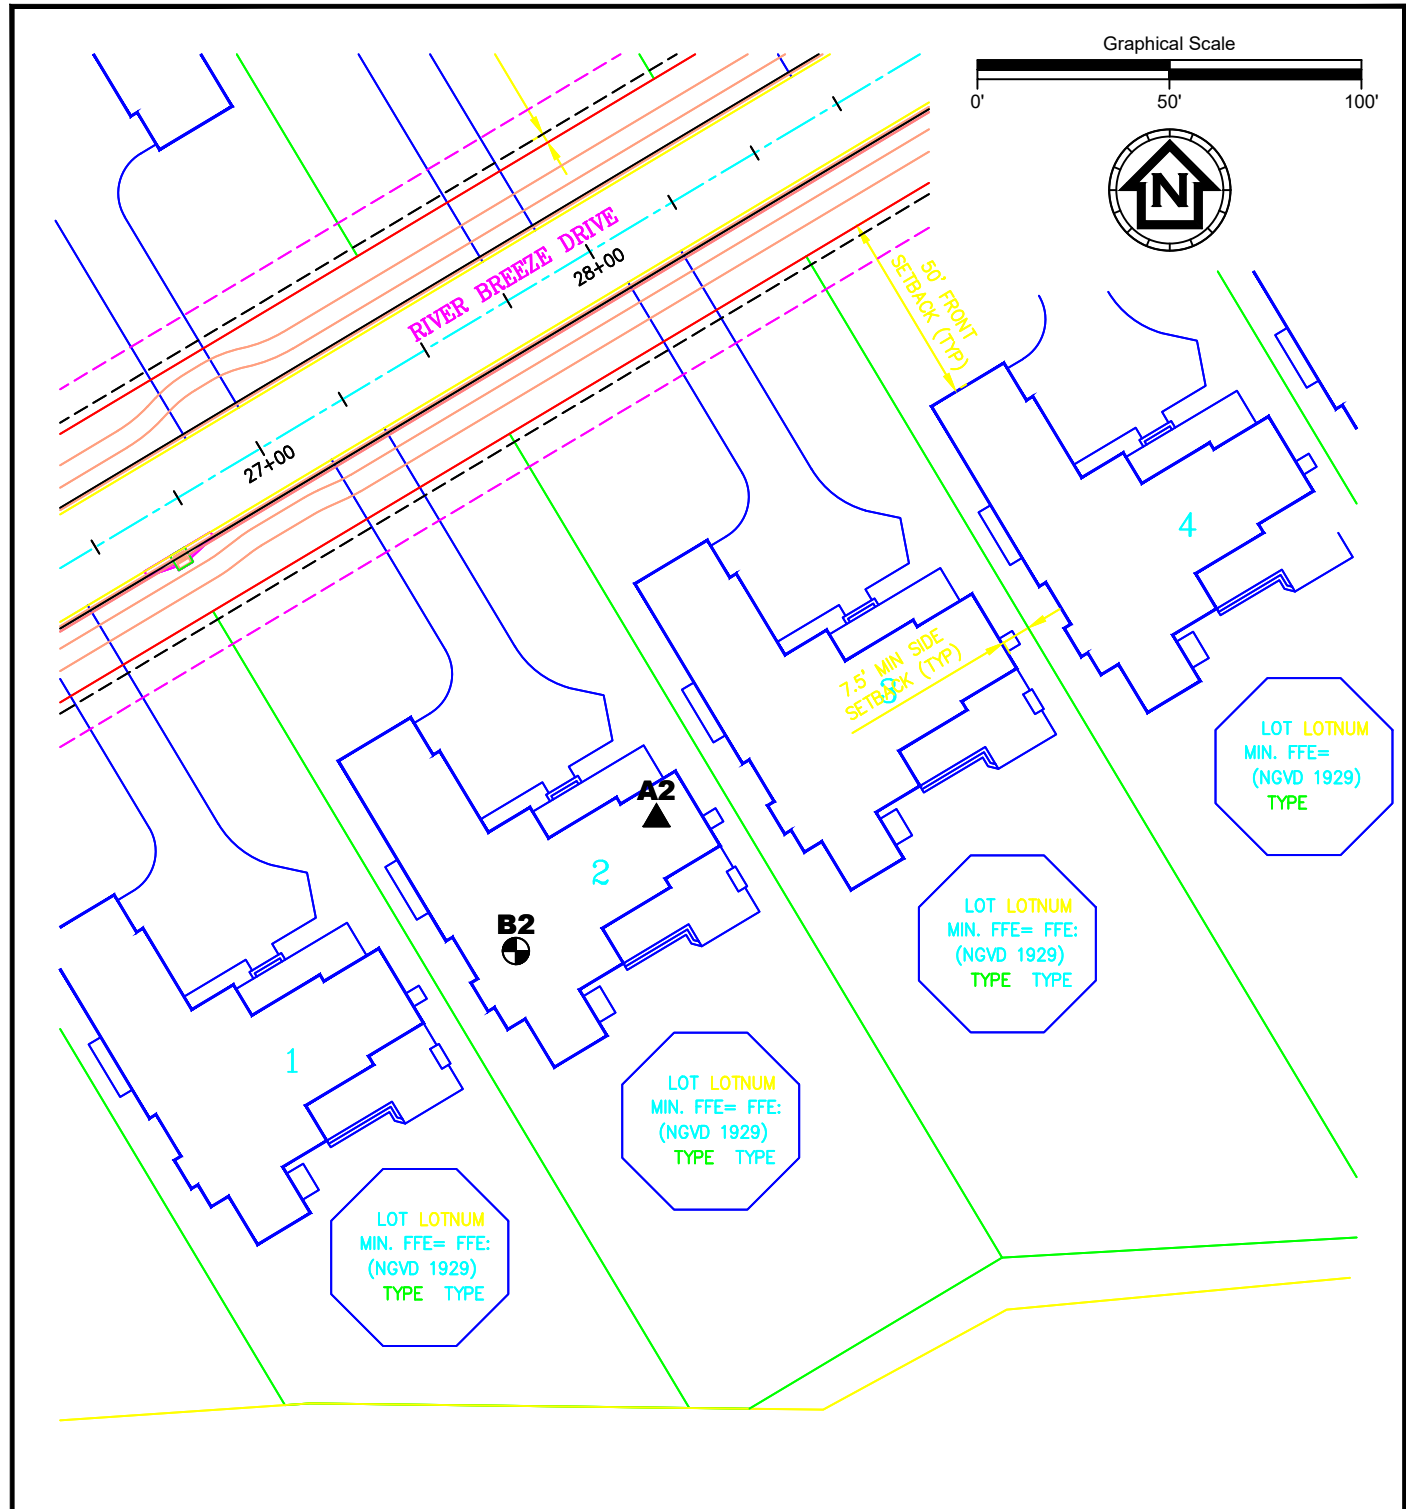 Graphical Scale
0' 50' 100'
N
RIVER BREEZE DRIVE
28+00
27+00
50' FRONT
SETBACK (TYP)
4
7.5' MIN SIDE
SETBACK (TYP)
3
LOT LOTNUM
MIN. FFE=
(NGVD 1929)
TYPE
A2
2
B2
LOT LOTNUM
MIN. FFE= FFE:
(NGVD 1929)
TYPE TYPE
1
LOT LOTNUM
MIN. FFE= FFE:
(NGVD 1929)
TYPE TYPE
LOT LOTNUM
MIN. FFE= FFE:
(NGVD 1929)
TYPE TYPE